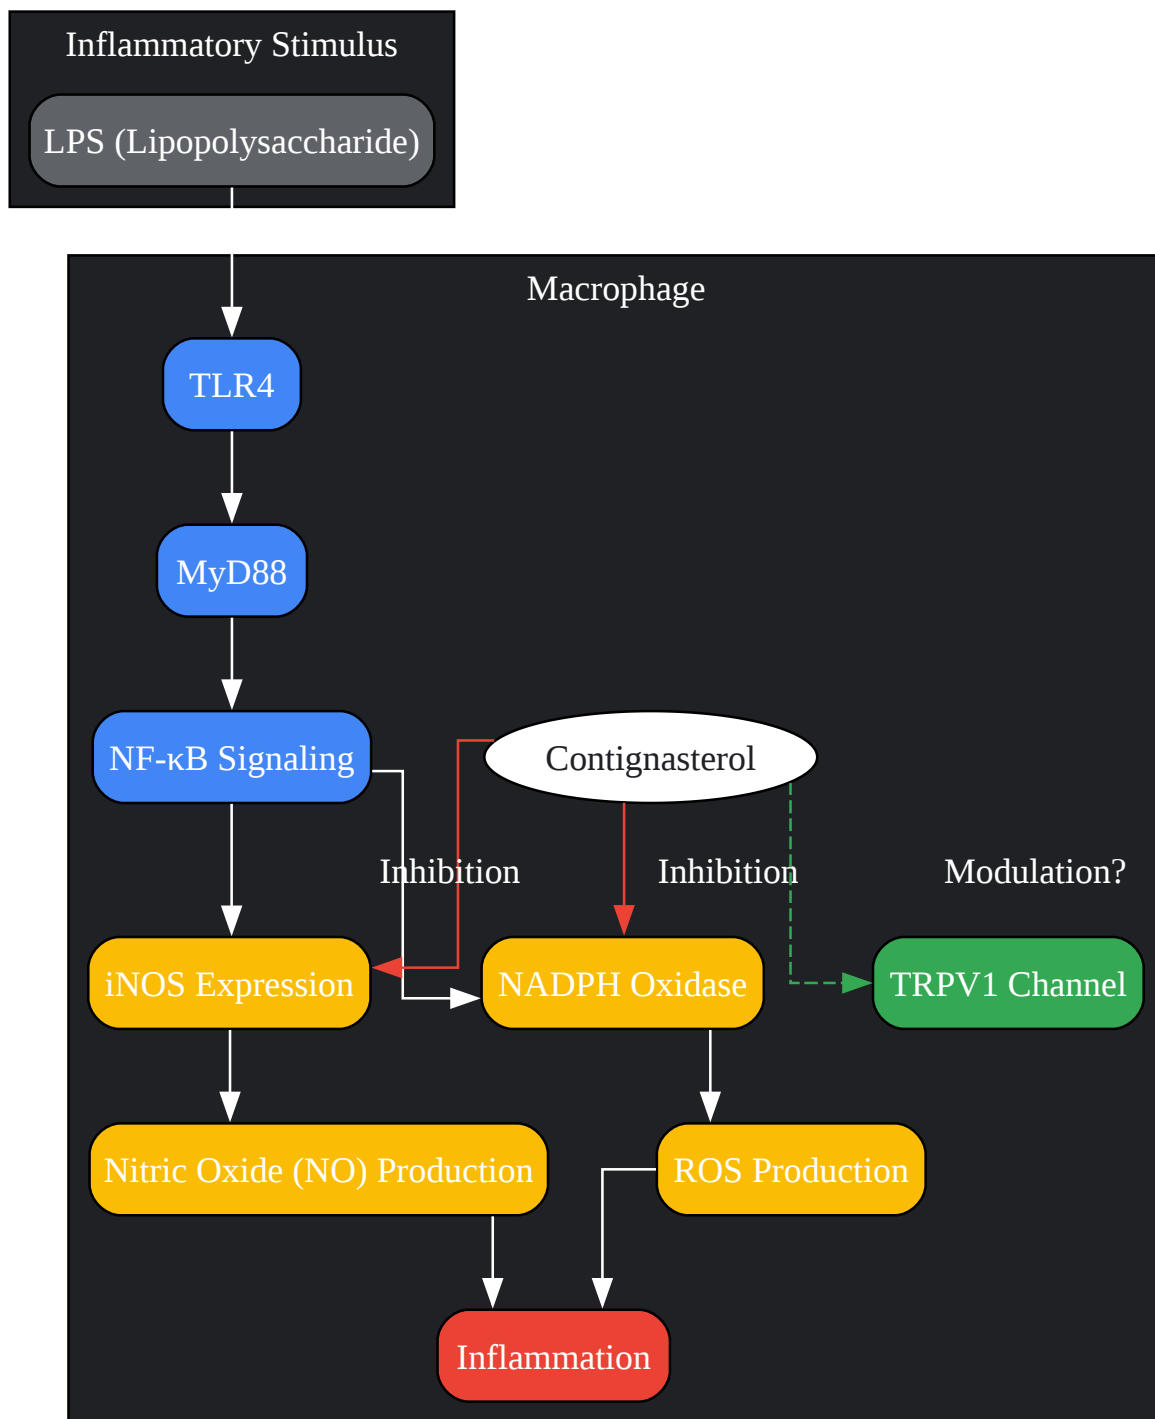 Inflammatory Stimulus
LPS (Lipopolysaccharide)
Macrophage
TLR4
MyD88
NF-κB Signaling
Contignasterol
Inhibition
Inhibition
Modulation?
iNOS Expression
NADPH Oxidase
TRPV1 Channel
Nitric Oxide (NO) Production
ROS Production
Inflammation